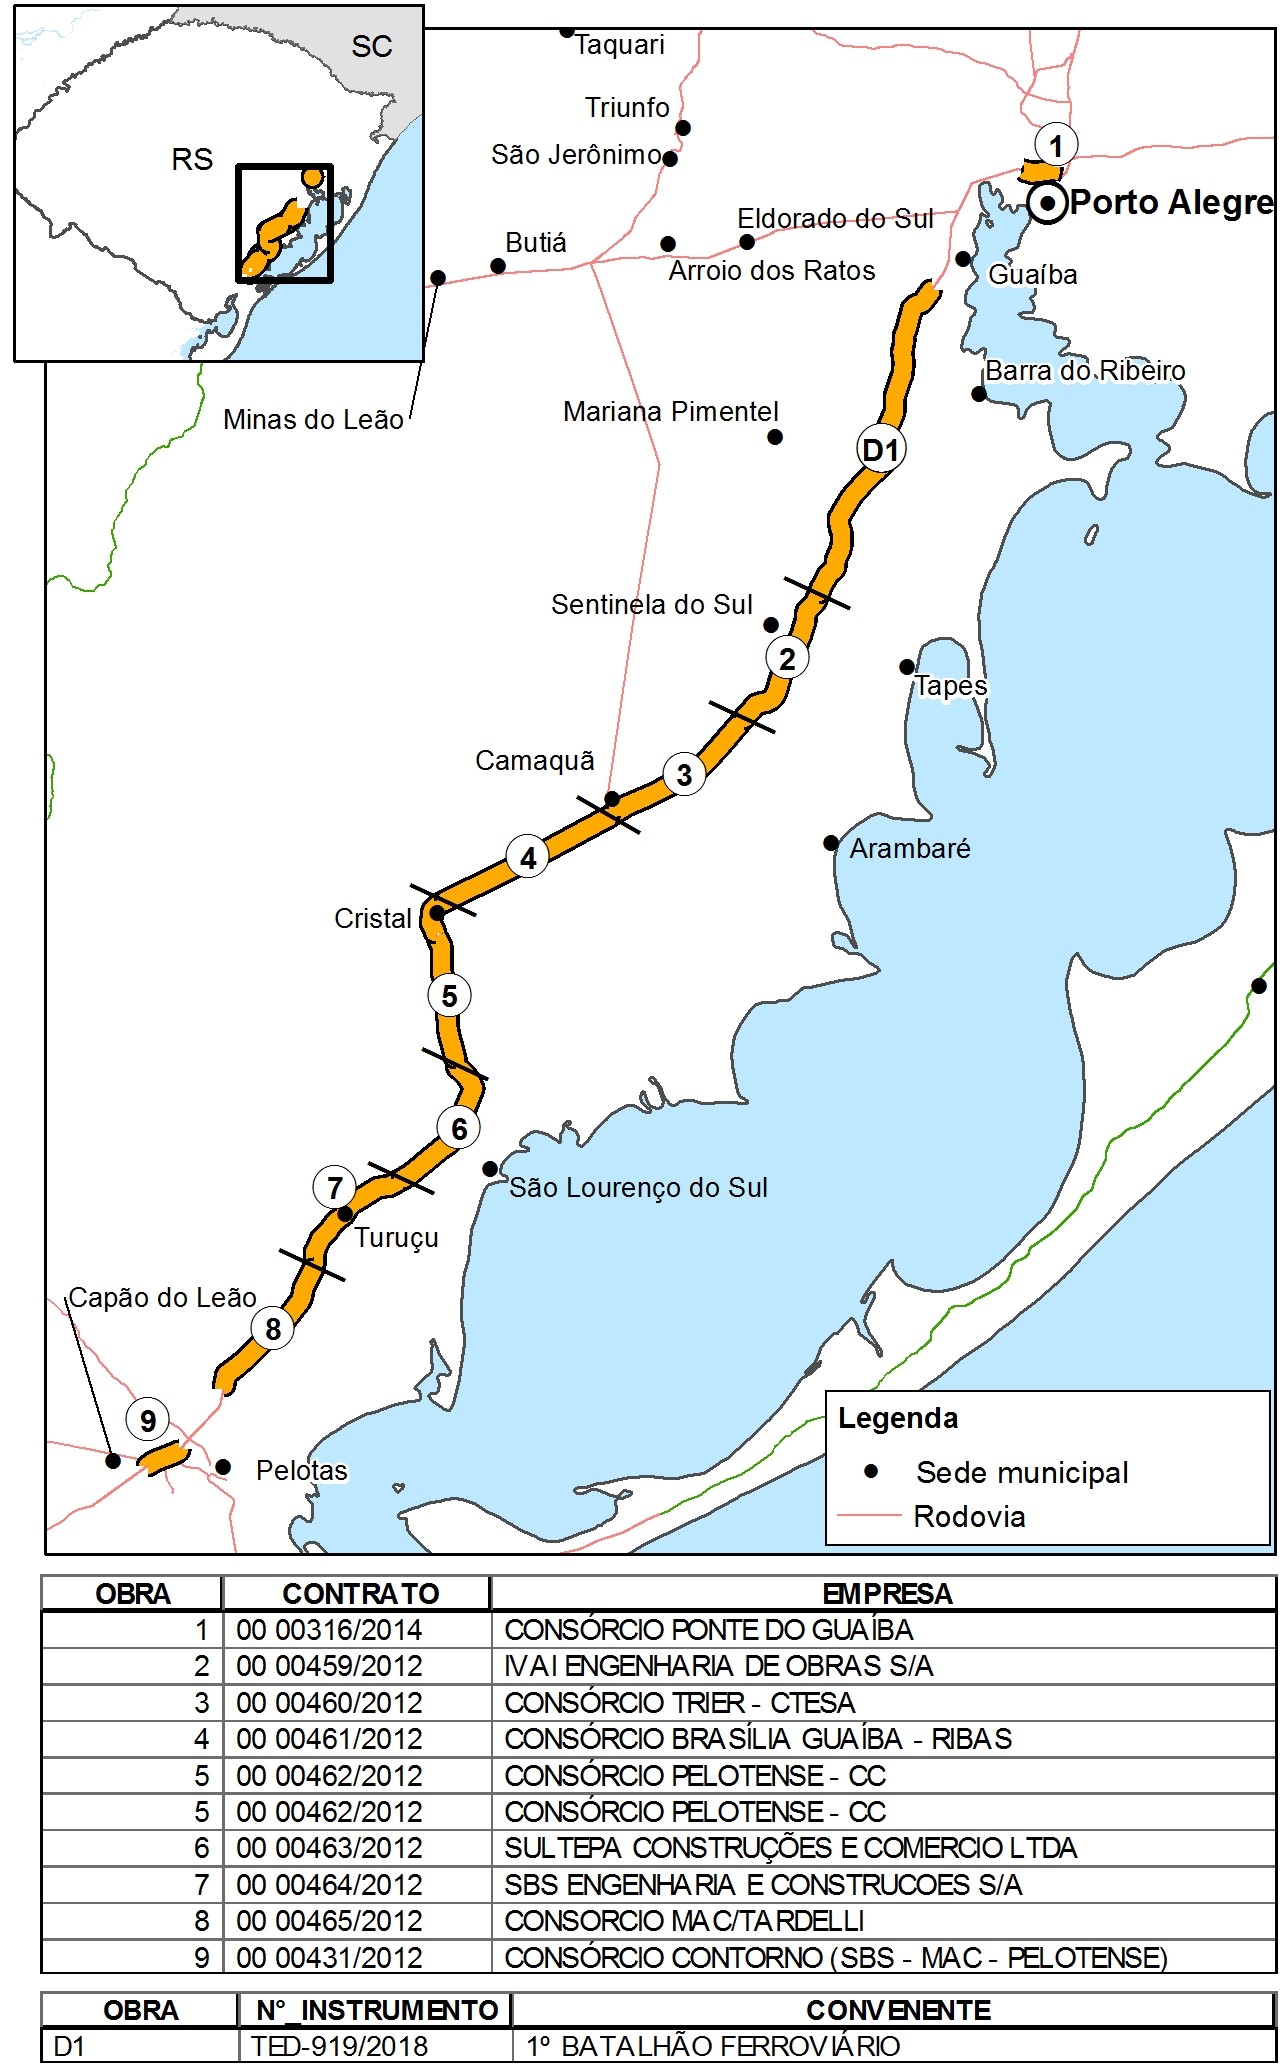 SC
RS
Taquari
Triunfo
São Jerônimo
1
Porto Alegre
Eldorado do Sul
Butiá
Arroio dos Ratos
Guaíba
Barra do Ribeiro
Minas do Leão
Mariana Pimentel
D1
Sentinela do Sul
2
Tapes
Camaquã
3
4
Arambaré
Cristal
5
6
7
São Lourenço do Sul
Turuçu
Capão do Leão
8
9
Pelotas
Legenda
Sede municipal
Rodovia
OBRA CONTRATO EMPRESA
1 00 00316/2014 CONSÓRCIO PONTE DO GUAÍBA
2 00 00459/2012 IVAI ENGENHARIA DE OBRAS S/A
3 00 00460/2012 CONSÓRCIO TRIER - CTESA
4 00 00461/2012 CONSÓRCIO BRASÍLIA GUAÍBA - RIBAS
5 00 00462/2012 CONSÓRCIO PELOTENSE - CC
5 00 00462/2012 CONSÓRCIO PELOTENSE - CC
6 00 00463/2012 SULTEPA CONSTRUÇÕES E COMERCIO LTDA
7 00 00464/2012 SBS ENGENHARIA E CONSTRUCOES S/A
8 00 00465/2012 CONSORCIO MAC/TARDELLI
9 00 00431/2012 CONSÓRCIO CONTORNO (SBS - MAC - PELOTENSE)
OBRA N°_INSTRUMENTO CONVENENTE
D1 TED-919/2018 1º BATALHÃO FERROVIÁRIO